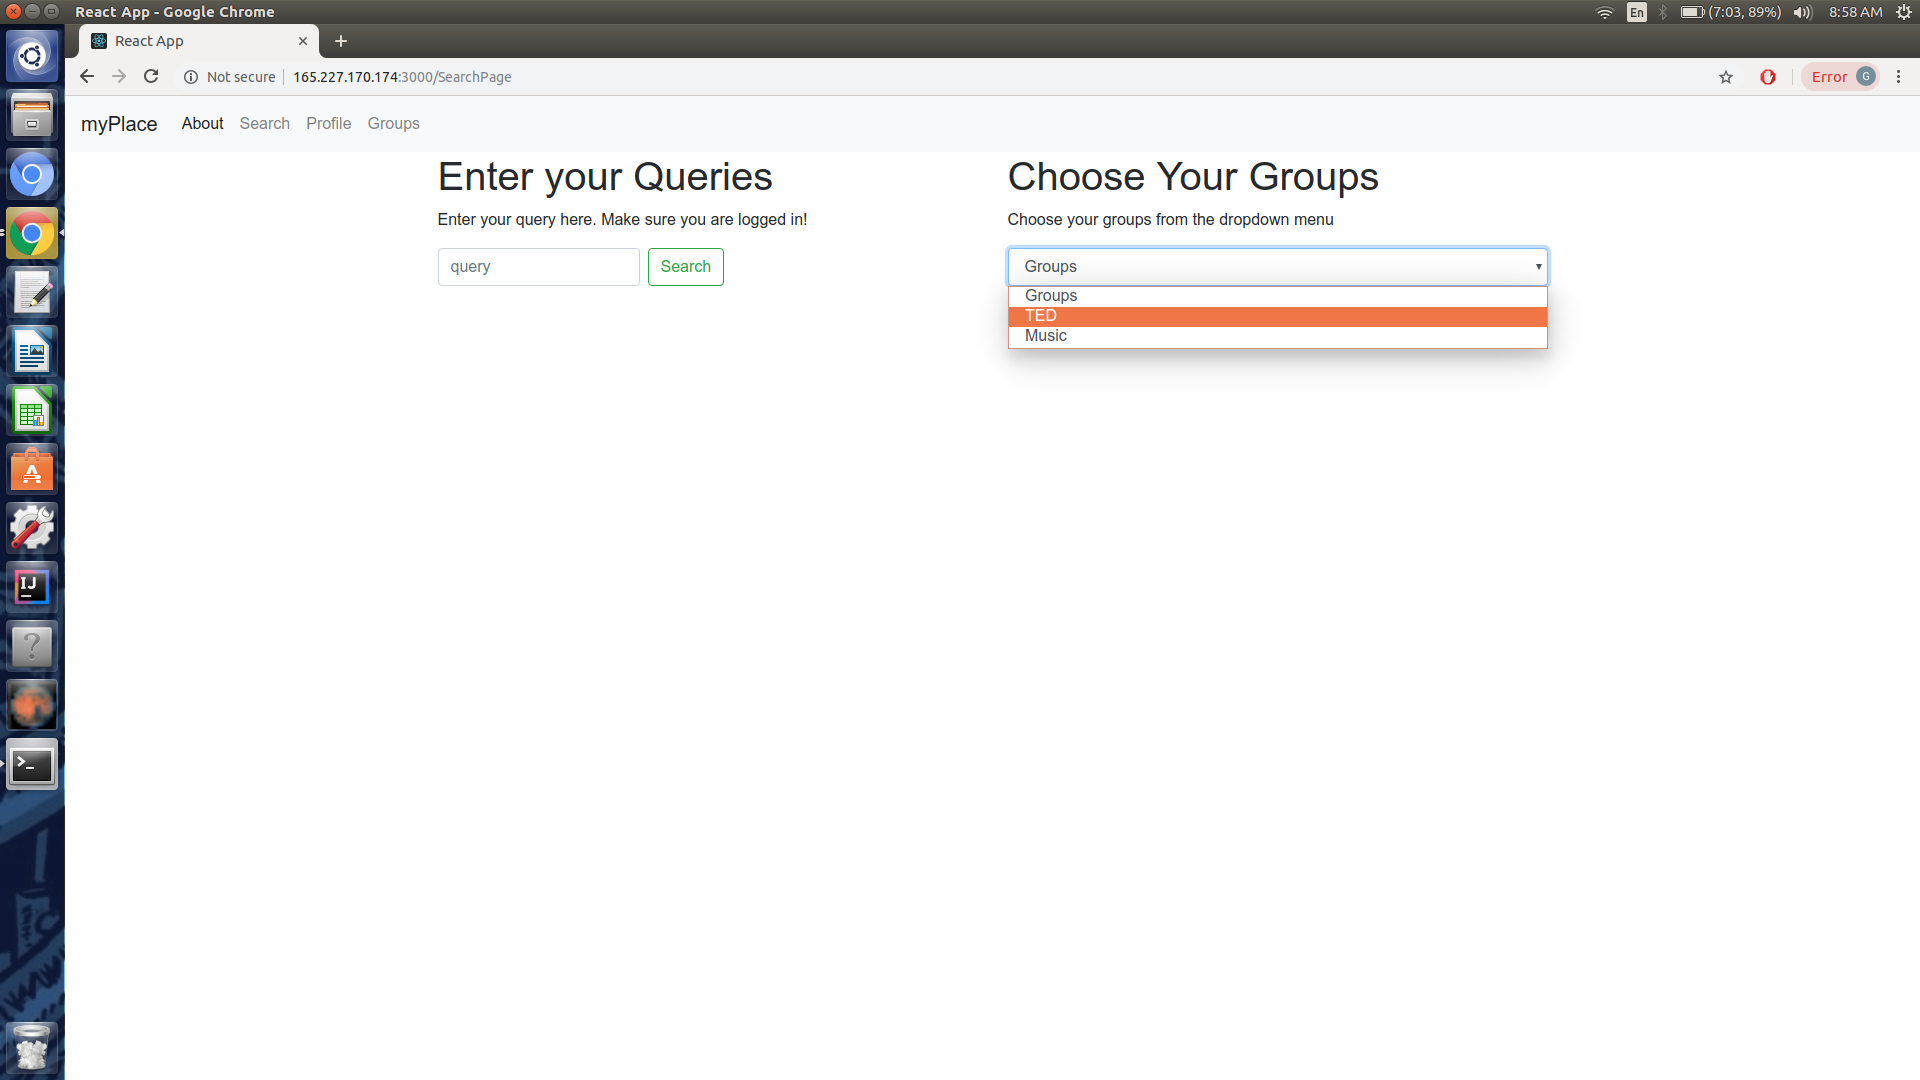 React App - Google Chrome
En (7:03, 89%) 8:58 AM
React App
Not secure 165.227.170.174:3000/SearchPage
Error G
myPlace About Search Profile Groups
Enter your Queries
Enter your query here. Make sure you are logged in!
query Search
Choose Your Groups
Choose your groups from the dropdown menu
Groups
Groups
TED
Music
IJ